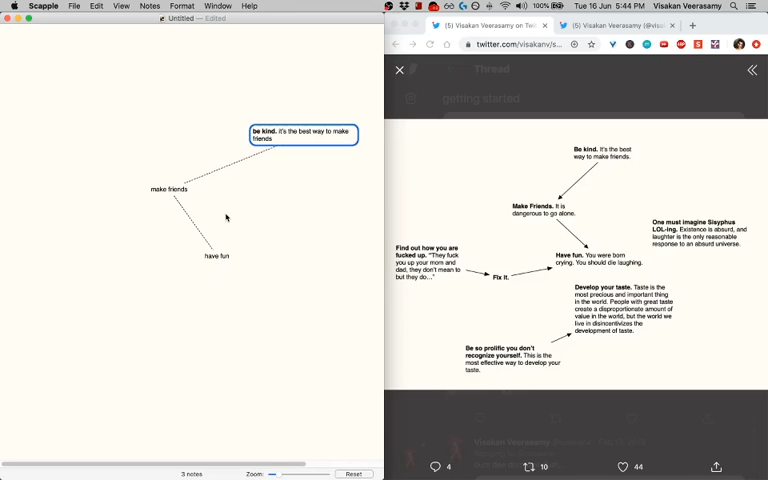 Scapple File Edit View Notes Format Window Help
100% Tue 16 Jun 5:44 PM Visakan Veerasamy
Untitled — Edited
be kind. it's the best way to make
friends
make friends
have fun
3 notes Zoom: Reset
(5) Visakan Veerasamy on Tw
(5) Visakan Veerasamy (@visa
twitter.com/visakanv/s...
Thread
getting started
Be kind. It's the best
way to make friends.
Make Friends. It is
dangerous to go alone.
One must imagine Sisyphus
LOL-ing. Existence is absurd, and
laughter is the only reasonable
response to an absurd universe.
Find out how you are
fucked up. "They fuck
you up your mom and
dad, they don't mean to
but they do..."
Have fun. You were born
crying. You should die laughing.
Fix it.
Develop your taste. Taste is the
most precious and important thing
in the world. People with great taste
create a disproportionate amount of
value in the world, but the world we
live in disincentivizes the
development of taste.
Be so prolific you don't
recognize yourself. This is the
most effective way to develop your
taste.
Visakan Veerasamy
4 10 44